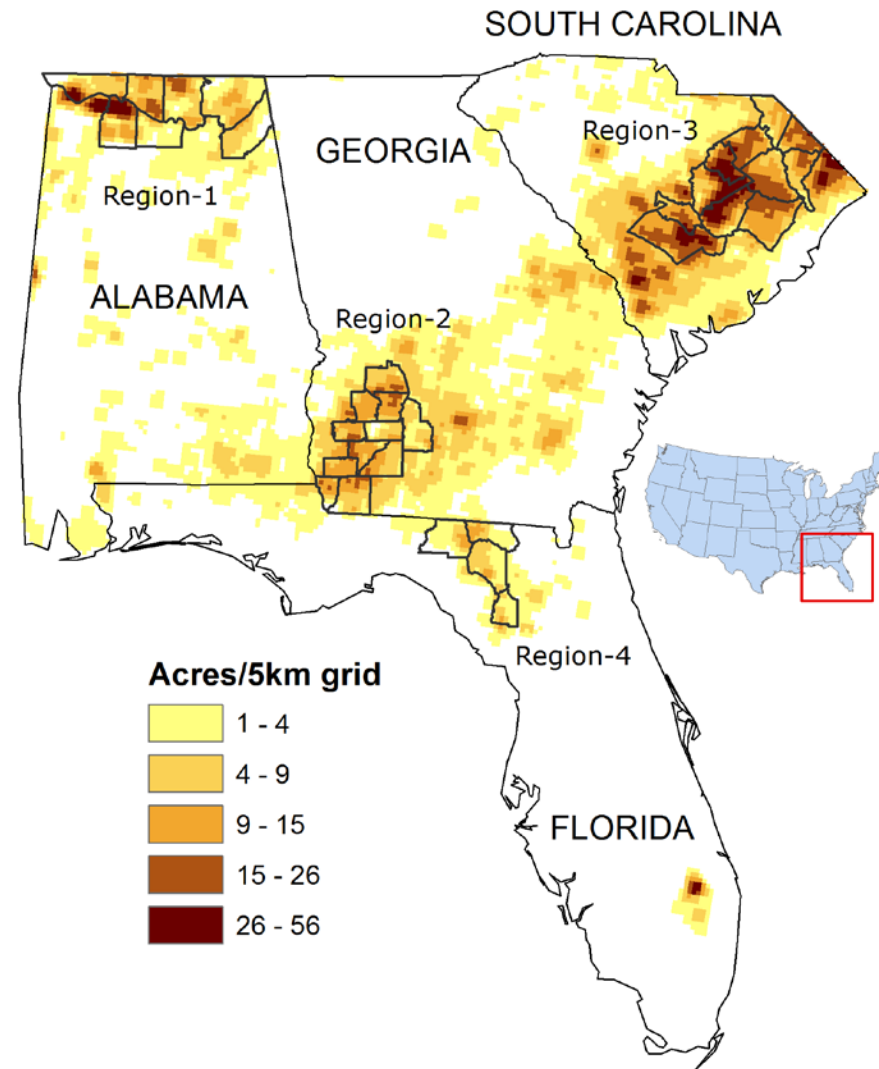 SOUTH CAROLINA
Region-3
GEORGIA
Region-1
ALABAMA
Region-2
Region-4
Acres/5km grid
1 - 4
4 - 9
9 - 15
15 - 26
26 - 56
FLORIDA